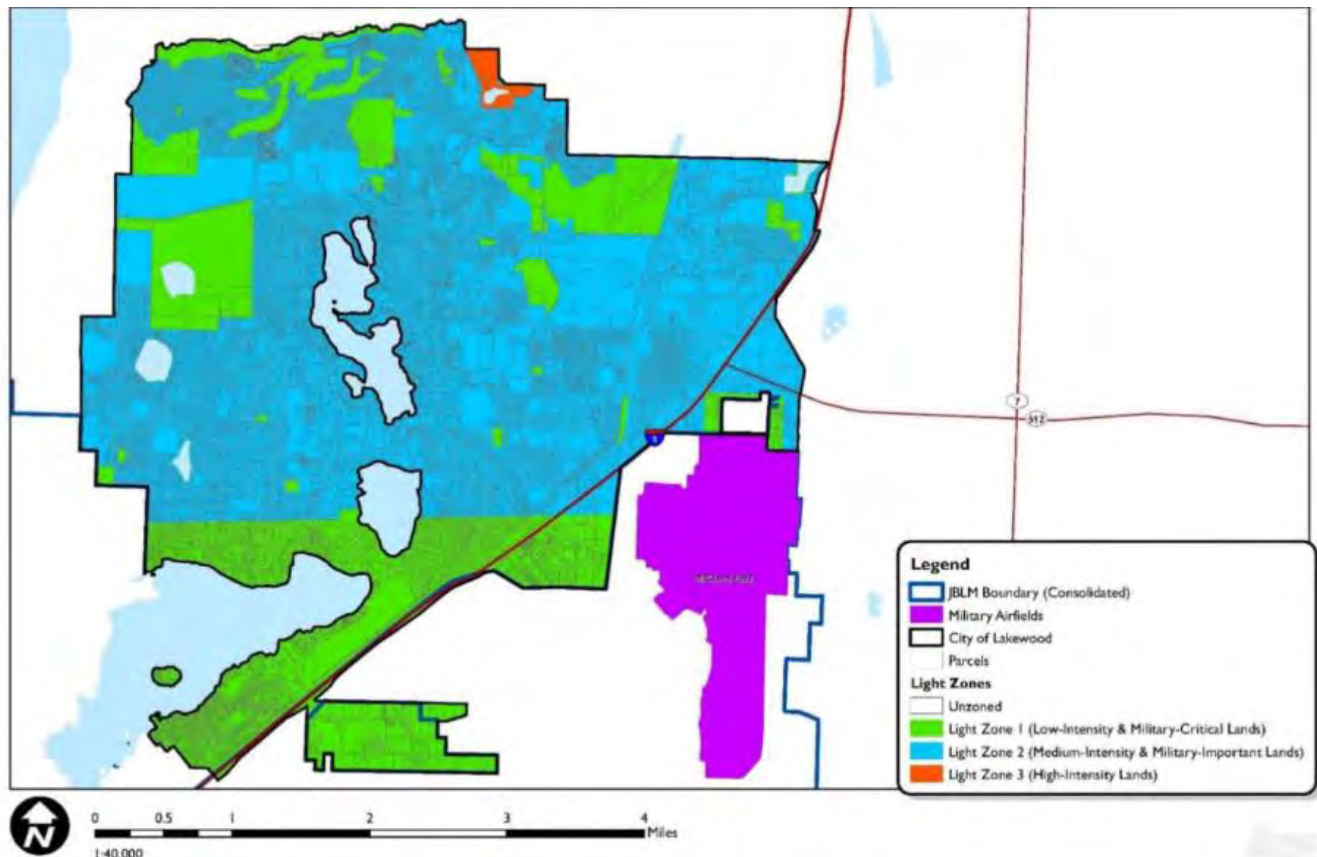 5
7
512
McChord Field
Legend
JBLM Boundary (Consolidated)
Military Airfields
City of Lakewood
Parcels
Light Zones
Unzoned
Light Zone 1 (Low-Intensity & Military-Critical Lands)
Light Zone 2 (Medium-Intensity & Military-Important Lands)
Light Zone 3 (High-Intensity Lands)
N
0 0.5 1 2 3 4
Miles
1:40,000